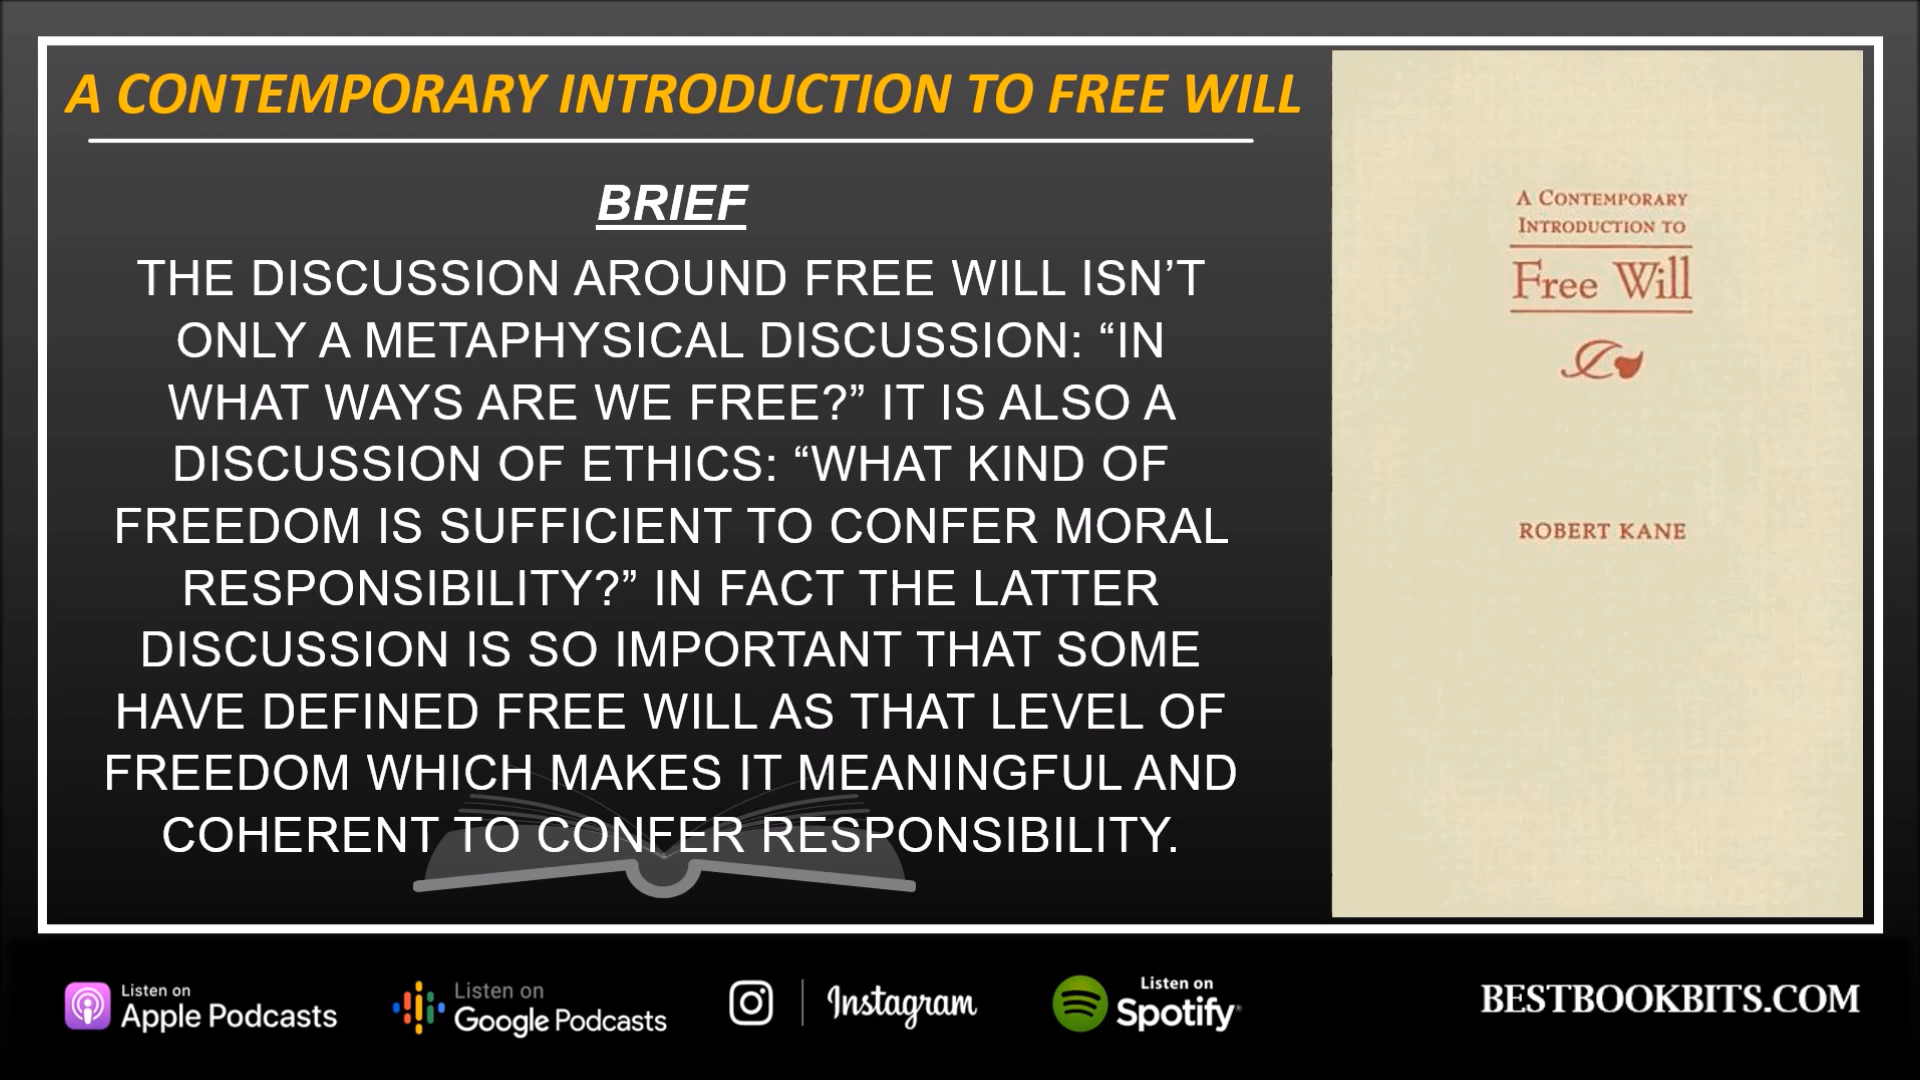 A CONTEMPORARY INTRODUCTION TO FREE WILL
BRIEF
THE DISCUSSION AROUND FREE WILL ISN’T
ONLY A METAPHYSICAL DISCUSSION: “IN
WHAT WAYS ARE WE FREE?” IT IS ALSO A
DISCUSSION OF ETHICS: “WHAT KIND OF
FREEDOM IS SUFFICIENT TO CONFER MORAL
RESPONSIBILITY?” IN FACT THE LATTER
DISCUSSION IS SO IMPORTANT THAT SOME
HAVE DEFINED FREE WILL AS THAT LEVEL OF
FREEDOM WHICH MAKES IT MEANINGFUL AND
COHERENT TO CONFER RESPONSIBILITY.
A CONTEMPORARY
INTRODUCTION TO
Free Will
ROBERT KANE
Listen on
Apple Podcasts
Listen on
Google Podcasts
Instagram
Listen on
Spotify
BESTBOOKBITS.COM